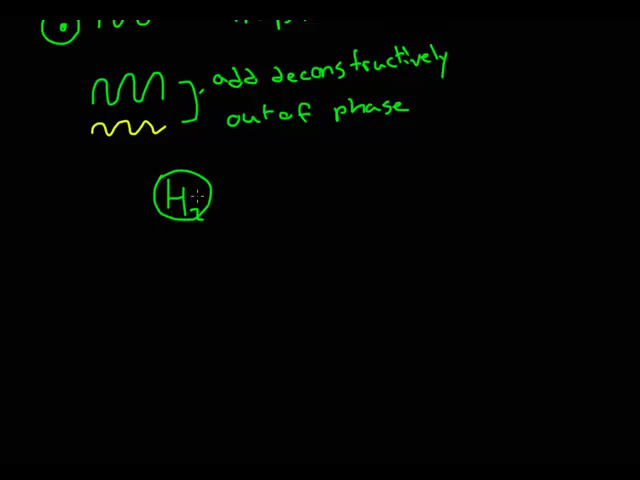 add deconstructively
out of phase
H₂